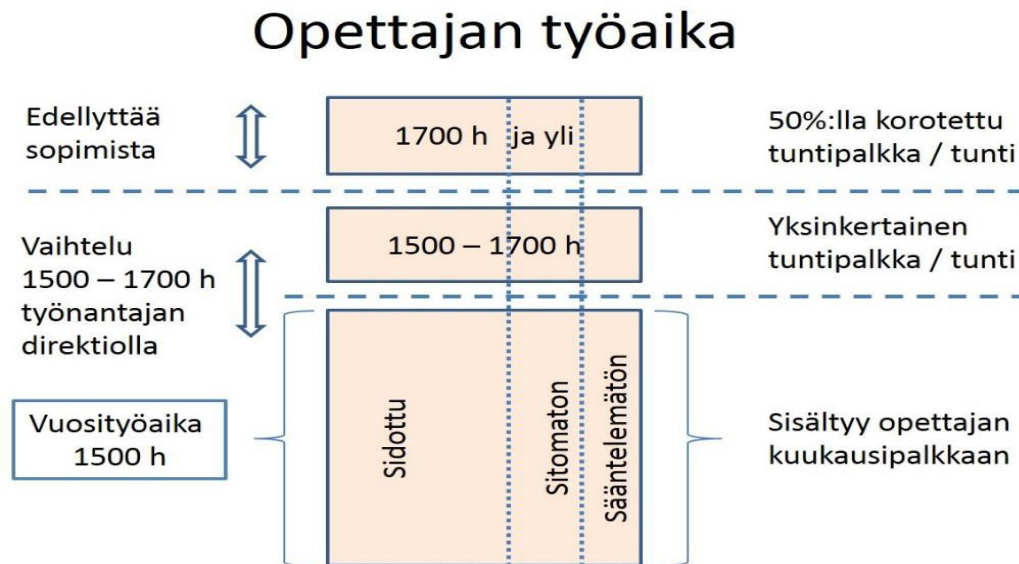 Opettajan työaika
Edellyttää
sopimista
1700 h ja yli
50%:lla korotettu
tuntipalkka / tunti
Vaihtelu
1500 – 1700 h
työnantajan
direktiolla
1500 – 1700 h
Yksinkertainen
tuntipalkka / tunti
Vuosityöaika
1500 h
Sidottu
Sitomaton
Sääntelemätön
Sisältyy opettajan
kuukausipalkkaan